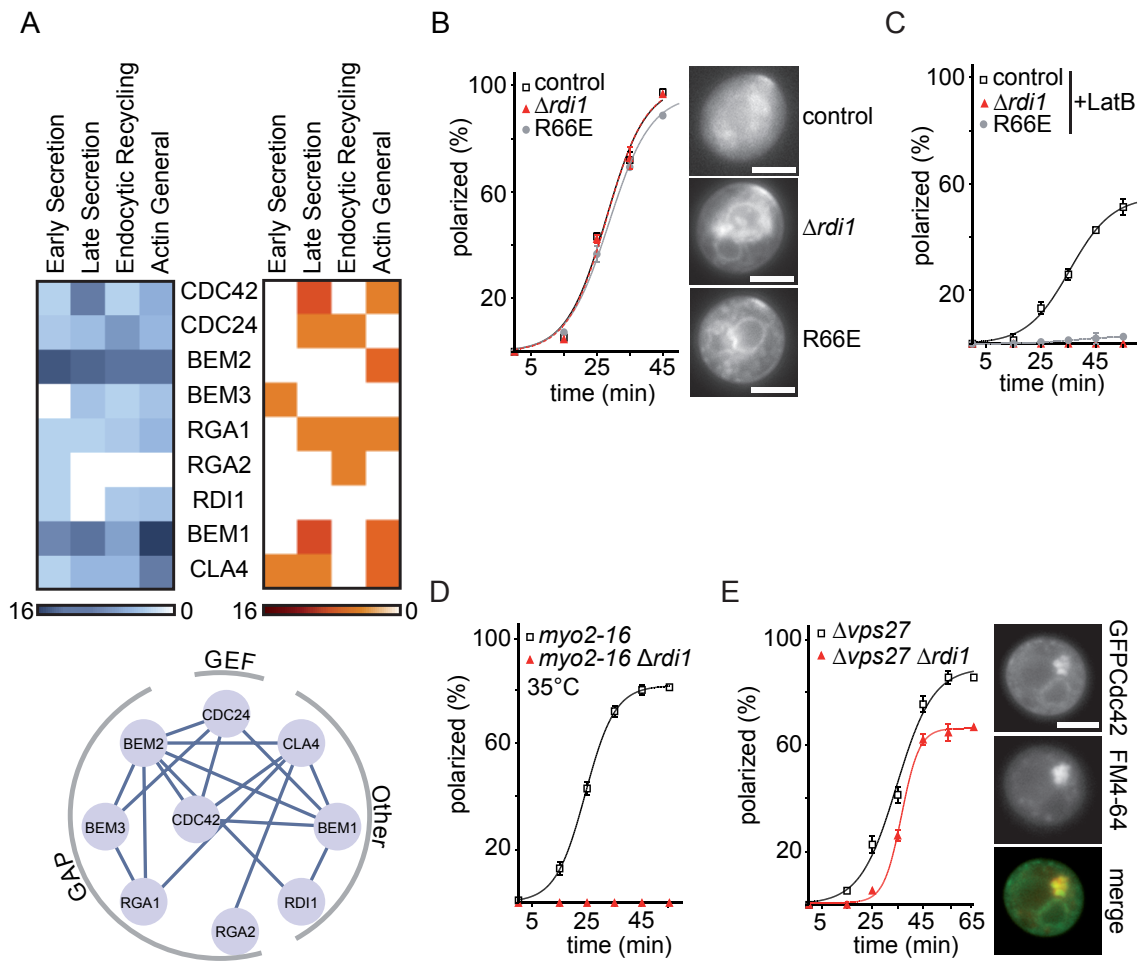 A
Early Secretion
Late Secretion
Endocytic Recycling
Actin General
Early Secretion
Late Secretion
Endocytic Recycling
Actin General
CDC42
CDC24
BEM2
BEM3
RGA1
RGA2
RDI1
BEM1
CLA4
16 0
16 0
GEF
GAP
Other
CDC24
BEM2
CLA4
BEM3
CDC42
BEM1
RGA1
RDI1
RGA2
B
polarized (%)
100
60
20
control
Δrdi1
R66E
5 25 45
time (min)
control
Δrdi1
R66E
C
polarized (%)
100
60
20
control
Δrdi1
R66E
+LatB
5 25 45
time (min)
D
polarized (%)
100
60
20
myo2-16
myo2-16 Δrdi1
35°C
5 25 45
time (min)
E
polarized (%)
100
60
20
Δvps27
Δvps27 Δrdi1
5 25 45 65
time (min)
GFPCdc42
FM4-64
merge